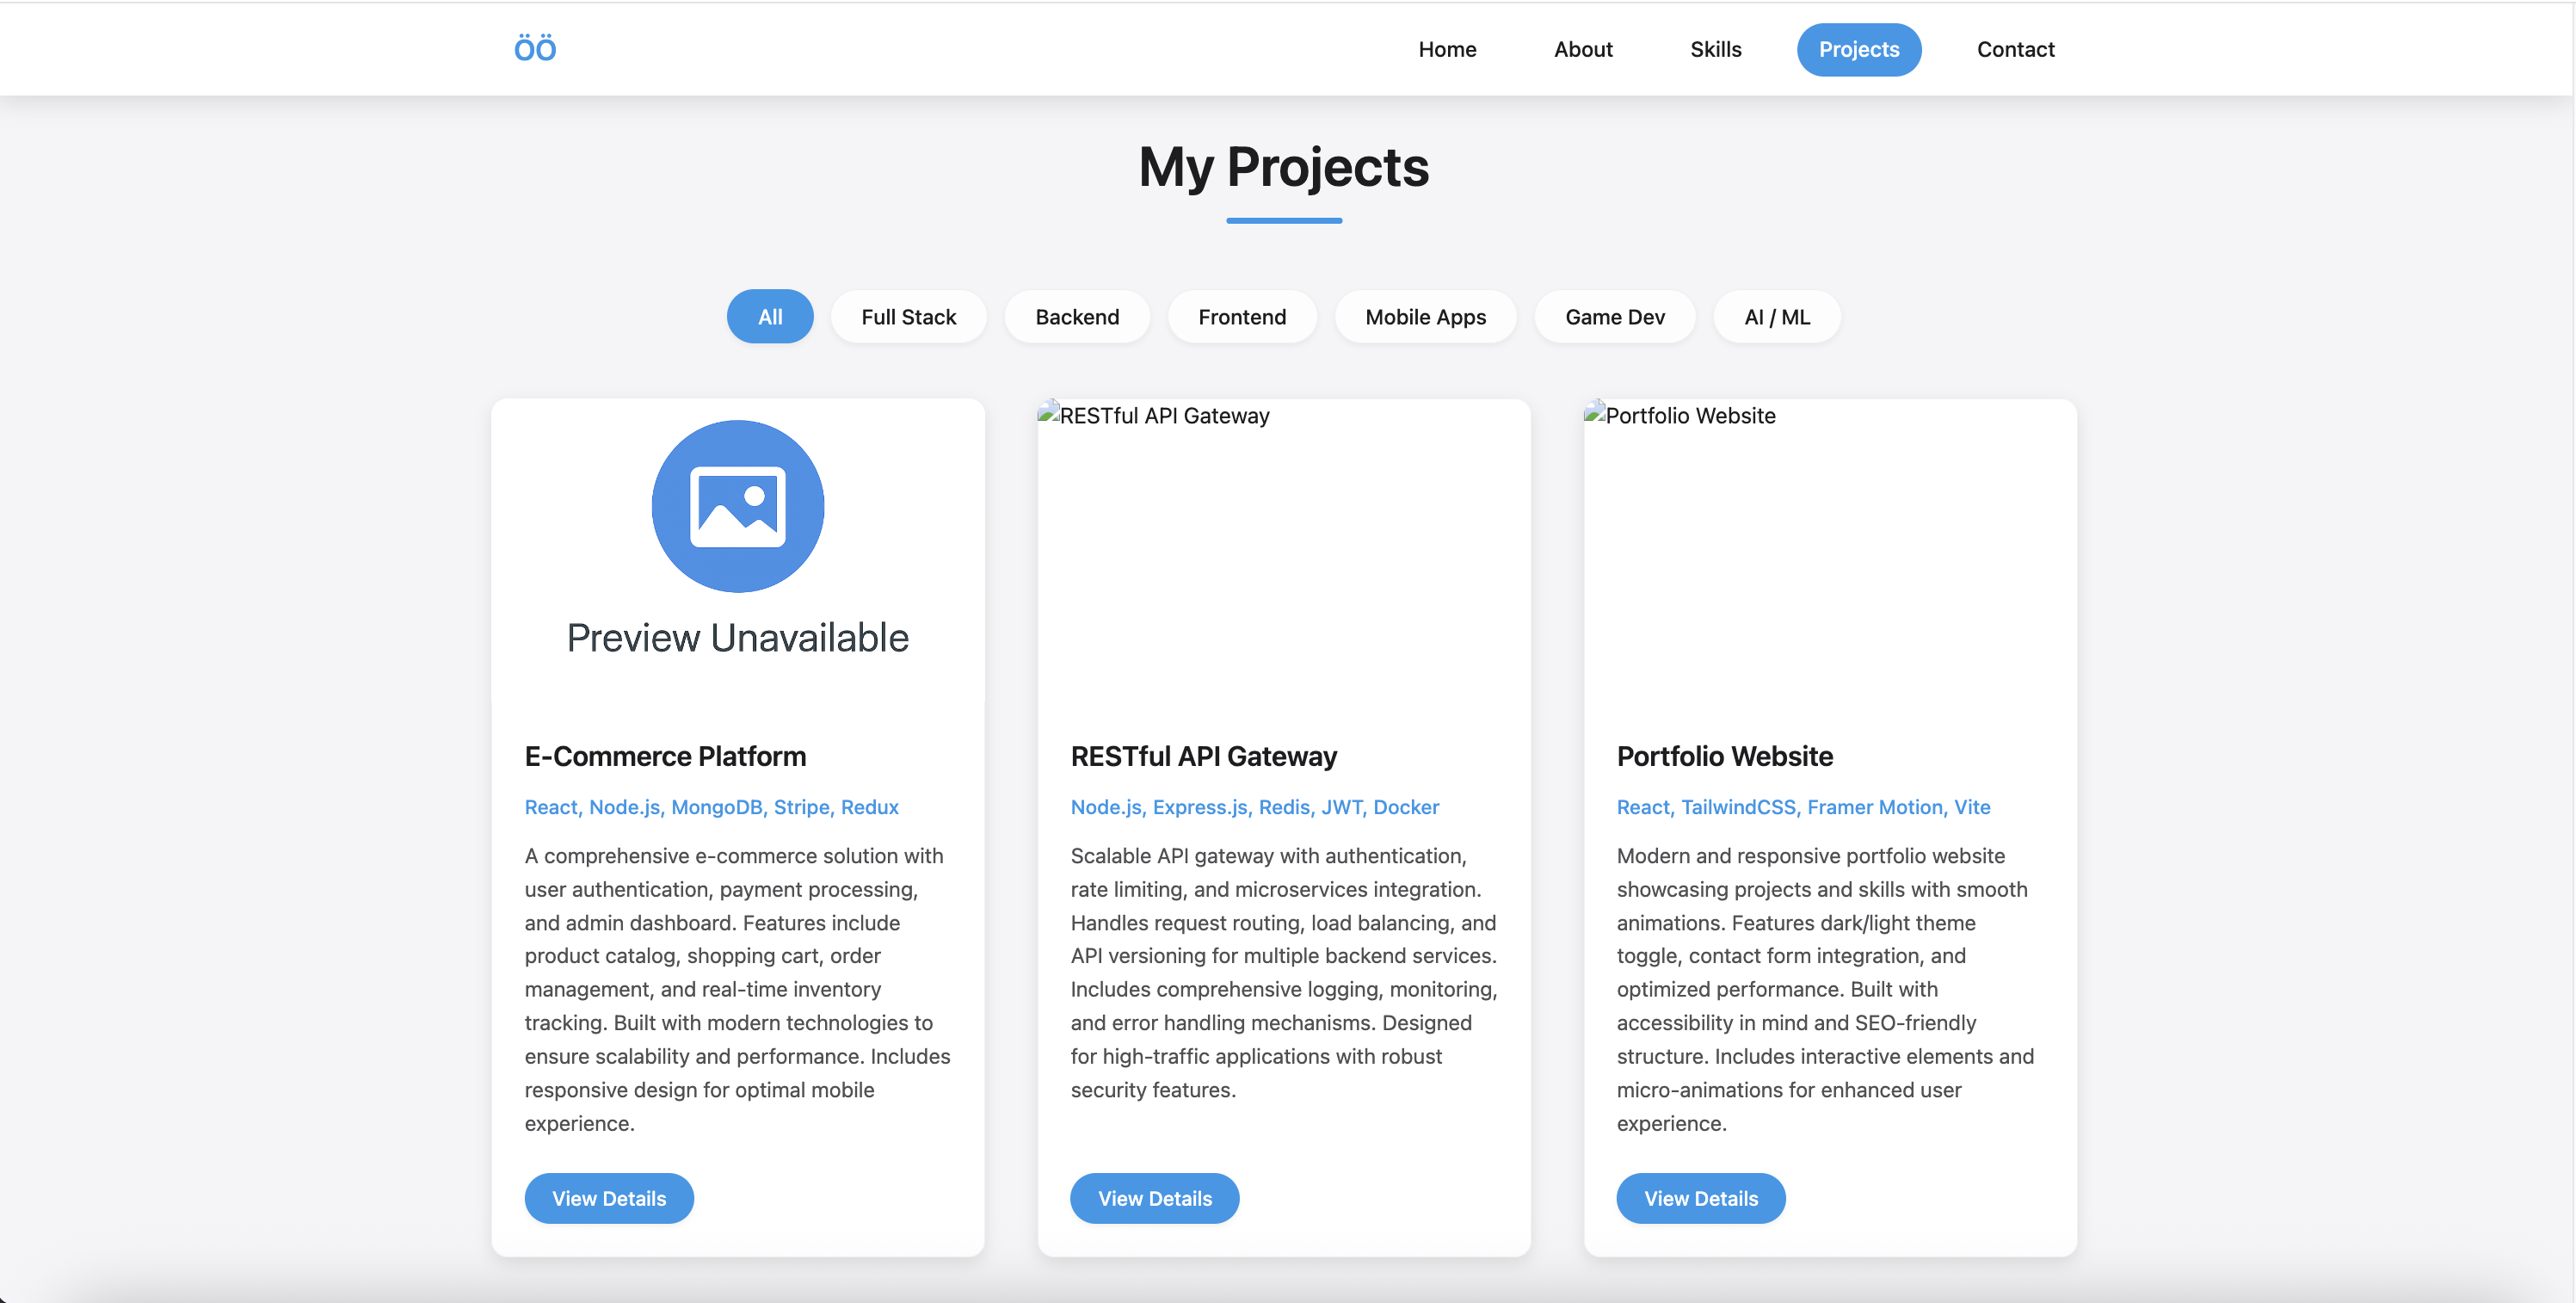 ÖÖ
Home
About
Skills
Projects
Contact
My Projects
All
Full Stack
Backend
Frontend
Mobile Apps
Game Dev
AI / ML
Preview Unavailable
E-Commerce Platform
React, Node.js, MongoDB, Stripe, Redux
A comprehensive e-commerce solution with
user authentication, payment processing,
and admin dashboard. Features include
product catalog, shopping cart, order
management, and real-time inventory
tracking. Built with modern technologies to
ensure scalability and performance. Includes
responsive design for optimal mobile
experience.
View Details
RESTful API Gateway
RESTful API Gateway
Node.js, Express.js, Redis, JWT, Docker
Scalable API gateway with authentication,
rate limiting, and microservices integration.
Handles request routing, load balancing, and
API versioning for multiple backend services.
Includes comprehensive logging, monitoring,
and error handling mechanisms. Designed
for high-traffic applications with robust
security features.
View Details
Portfolio Website
Portfolio Website
React, TailwindCSS, Framer Motion, Vite
Modern and responsive portfolio website
showcasing projects and skills with smooth
animations. Features dark/light theme
toggle, contact form integration, and
optimized performance. Built with
accessibility in mind and SEO-friendly
structure. Includes interactive elements and
micro-animations for enhanced user
experience.
View Details